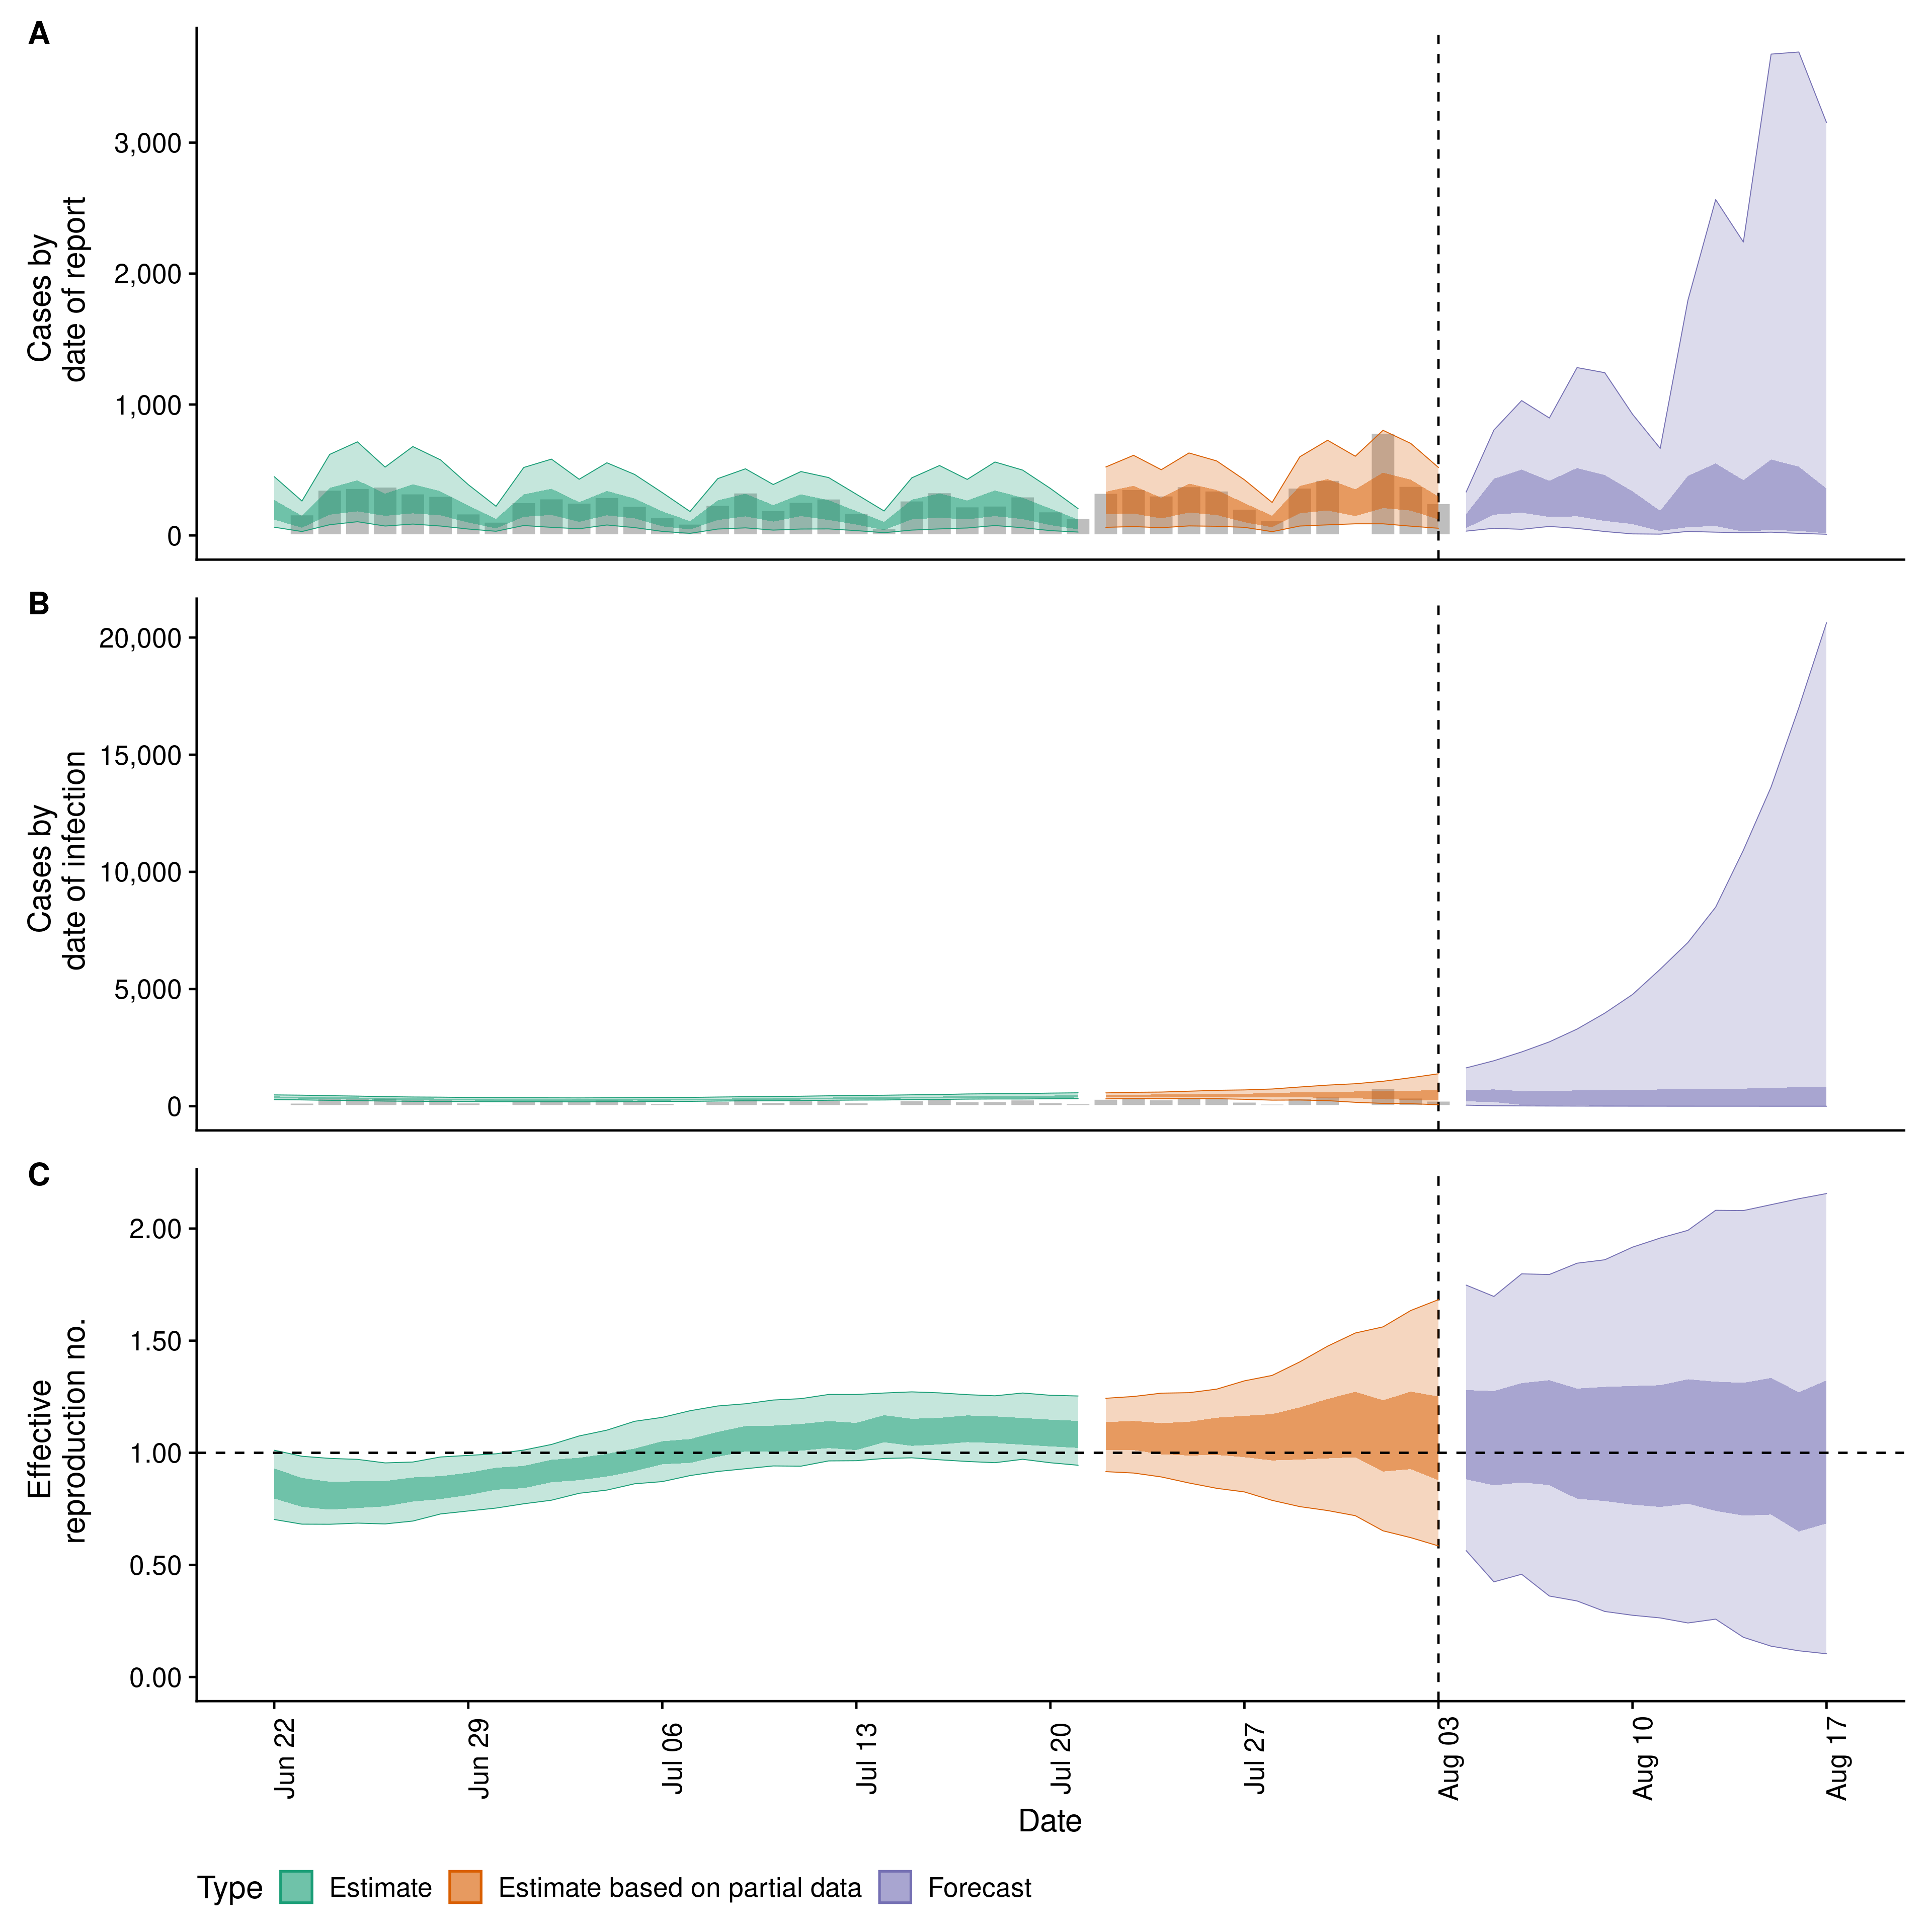 A
Cases by
date of report
3,000
2,000
1,000
0
B
Cases by
date of infection
20,000
15,000
10,000
5,000
0
C
Effective
reproduction no.
2.00
1.50
1.00
0.50
0.00
Jun 22
Jun 29
Jul 06
Jul 13
Jul 20
Jul 27
Aug 03
Aug 10
Aug 17
Date
Type Estimate Estimate based on partial data Forecast